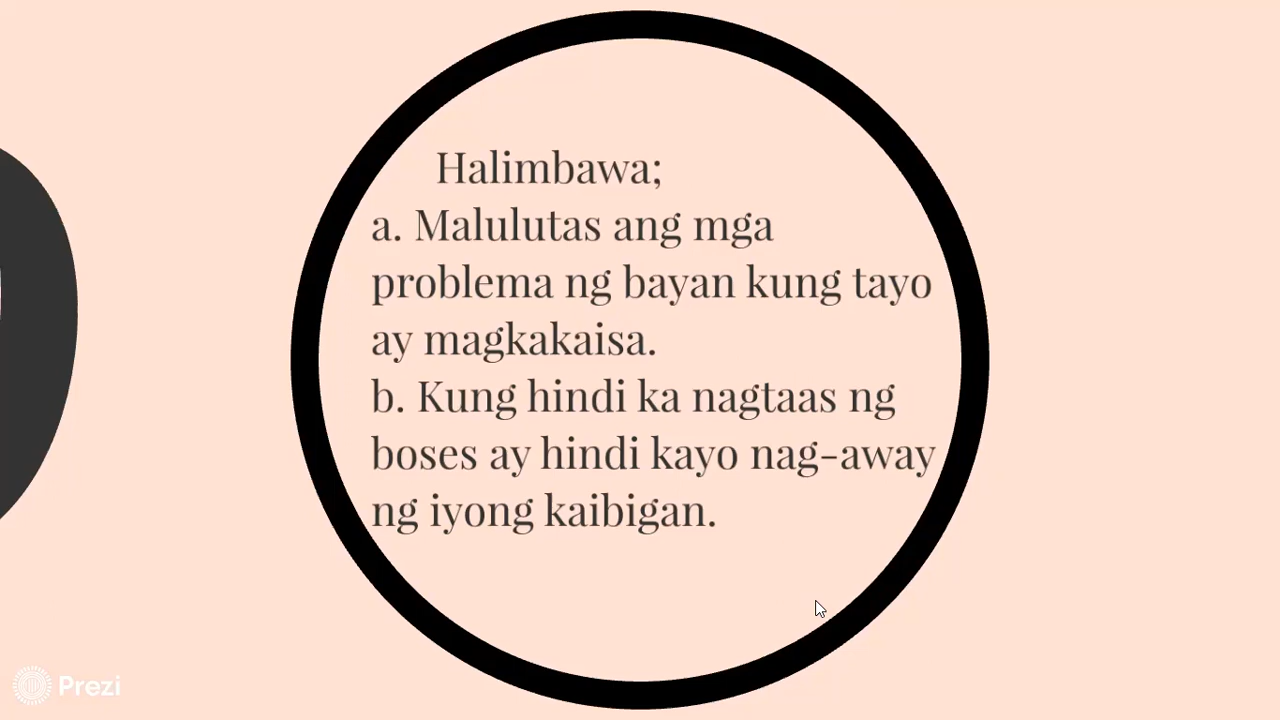 Halimbawa;
a. Malulutas ang mga
problema ng bayan kung tayo
ay magkakaisa.
b. Kung hindi ka nagtaas ng
boses ay hindi kayo nag-away
ng iyong kaibigan.
Prezi